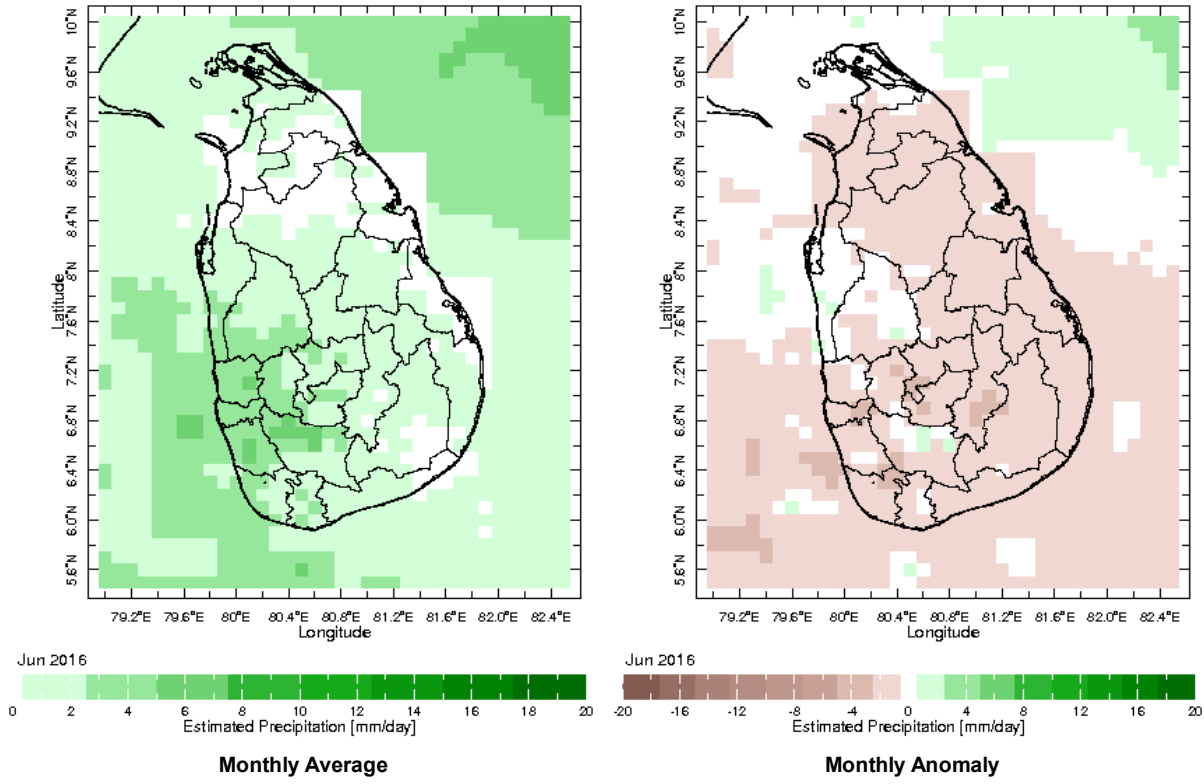 10°N
9.6°N
9.2°N
8.8°N
8.4°N
8°N
7.6°N
7.2°N
6.8°N
6.4°N
6.0°N
5.6°N
Latitude
79.2°E 79.6°E 80°E 80.4°E 80.8°E 81.2°E 81.6°E 82.0°E 82.4°E
Longitude
Jun 2016
0 2 4 6 8 10 12 14 16 20
Estimated Precipitation [mm/day]
Monthly Average
10°N
9.6°N
9.2°N
8.8°N
8.4°N
8°N
7.6°N
7.2°N
6.8°N
6.4°N
6.0°N
5.6°N
Latitude
79.2°E 79.6°E 80°E 80.4°E 80.8°E 81.2°E 81.6°E 82.0°E 82.4°E
Longitude
Jun 2016
-20 -16 -12 -8 -4 0 4 8 12 16 20
Estimated Precipitation [mm/day]
Monthly Anomaly